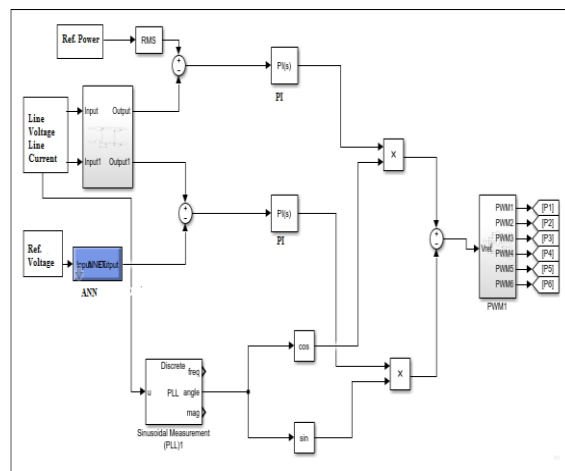 Ref. Power
RMS
PI(s)
PI
Line
Voltage
Line
Current
Input
Output
Input1
Output1
X
PI(s)
PI
Ref.
Voltage
ANN
PWM1
PWM2
PWM3
PWM4
PWM5
PWM6
Vref
PWM1
[P1]
[P2]
[P3]
[P4]
[P5]
[P6]
cos
X
sin
Discrete
freq
u
PLL
angle
mag
Sinusoidal Measurement
(PLL)1